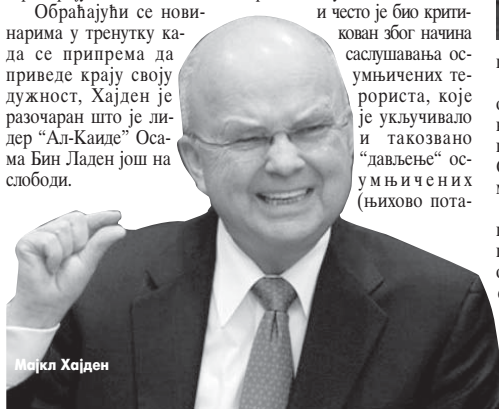 Обраћајући се нови-
нарима у тренутку ка-
да се припрема да
приведе крају своју
дужност, Хајден је
разочаран што је ли-
дер “Ал-Каиде” Оса-
ма Бин Ладен још на
слободи.
и често је био крити-
кован због начина
саслушавања ос-
умњичених те-
рориста, које
је укључивало
и такозвано
“дављење“ ос-
умњичених
(њихово пота-
Мајкл Хајден